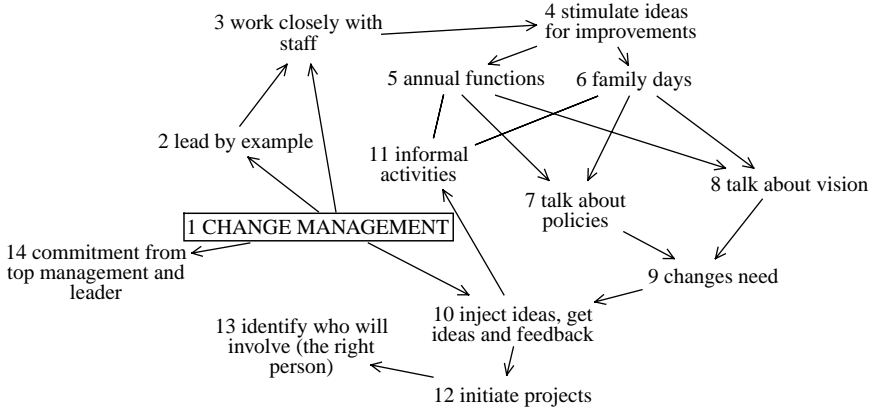 3 work closely with
staff
4 stimulate ideas
for improvements
5 annual functions
6 family days
2 lead by example
11 informal
activities
7 talk about
policies
8 talk about vision
1 CHANGE MANAGEMENT
14 commitment from
top management and
leader
9 changes need
10 inject ideas, get
ideas and feedback
13 identify who will
involve (the right
person)
12 initiate projects